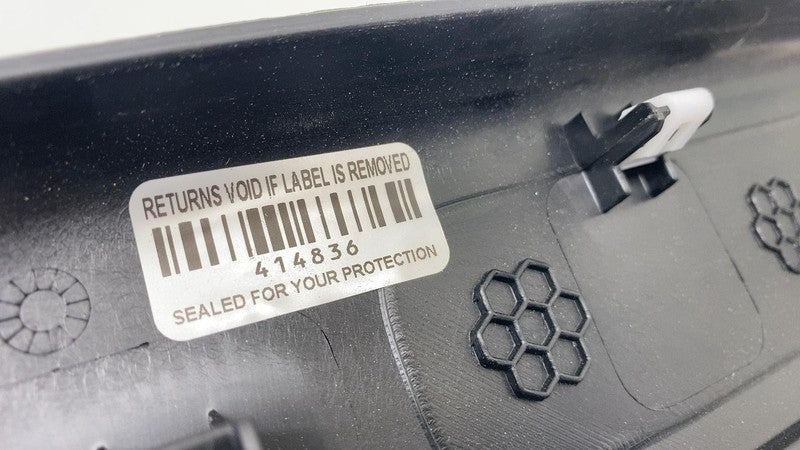 RETURNS VOID IF LABEL IS REMOVED
414836
SEALED FOR YOUR PROTECTION